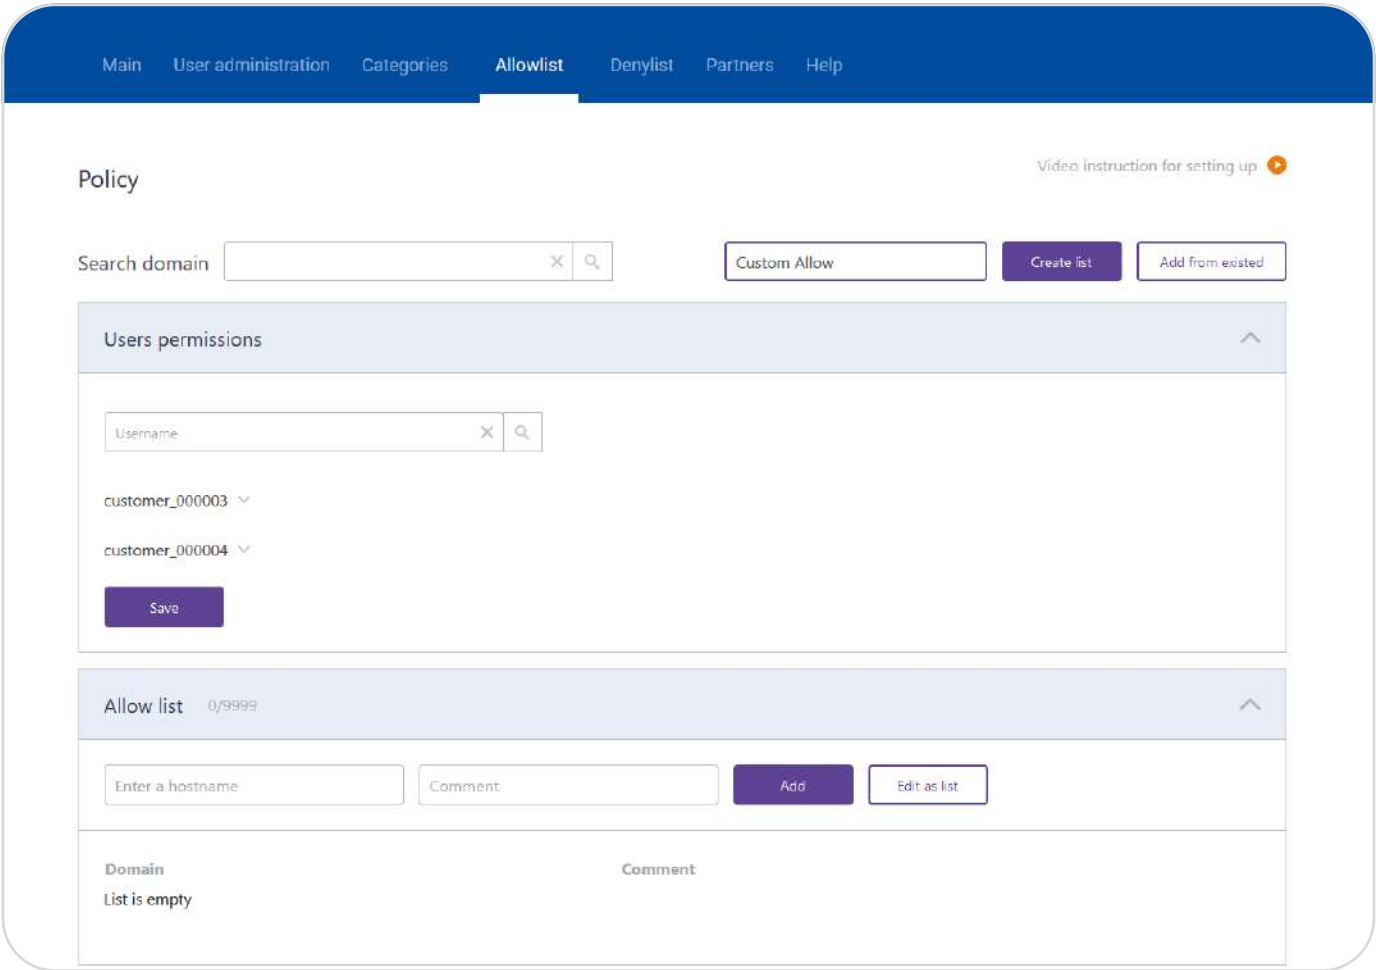 Main User administration Categories Allowlist Denylist Partners Help
Video instruction for setting up
Policy
Search domain Custom Allow Create list Add from existed
Users permissions
Username
customer_000003
customer_000004
Save
Allow list 0/9999
Enter a hostname Comment Add Edit as list
Domain Comment
List is empty